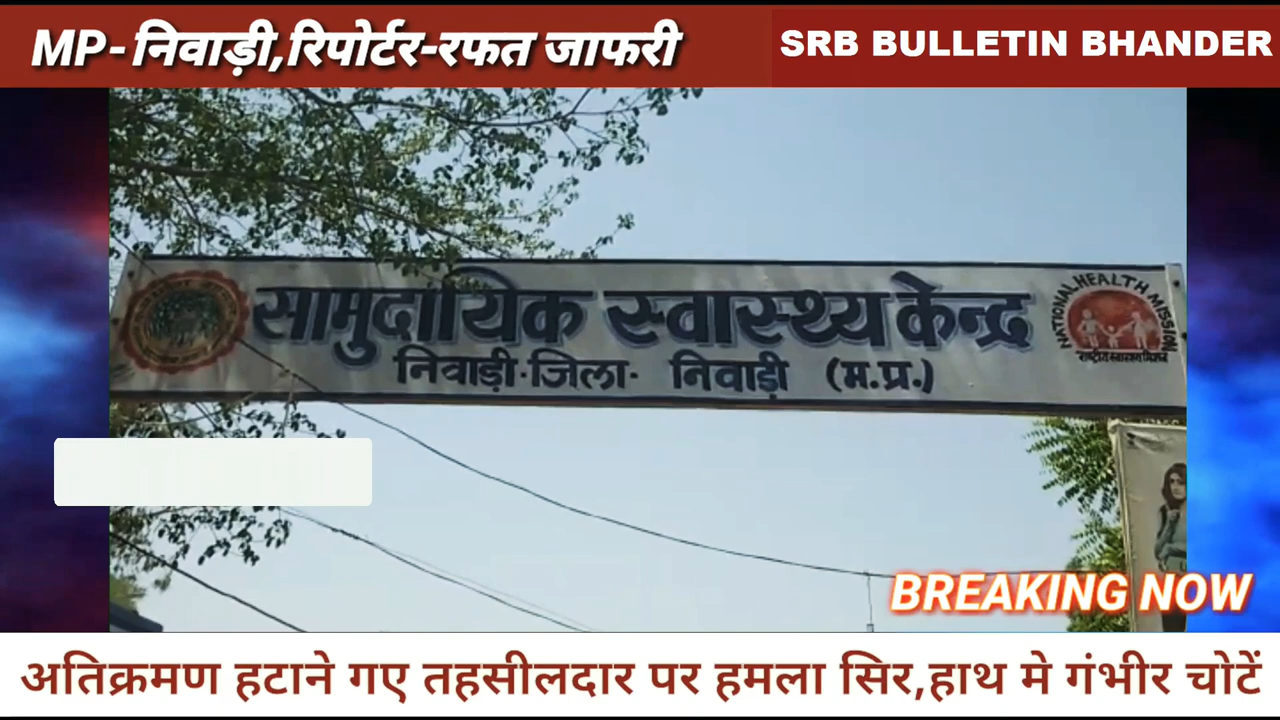 MP-निवाड़ी,रिपोर्टर-रफत जाफरी
SRB BULLETIN BHANDER
सामुदायिक स्वास्थ्य केन्द्र
निवाड़ी-जिला- निवाड़ी (म.प्र.)
NATIONAL HEALTH MISSION
राष्ट्रीय स्वास्थ्य मिशन
BREAKING NOW
अतिक्रमण हटाने गए तहसीलदार पर हमला सिर,हाथ मे गंभीर चोटें